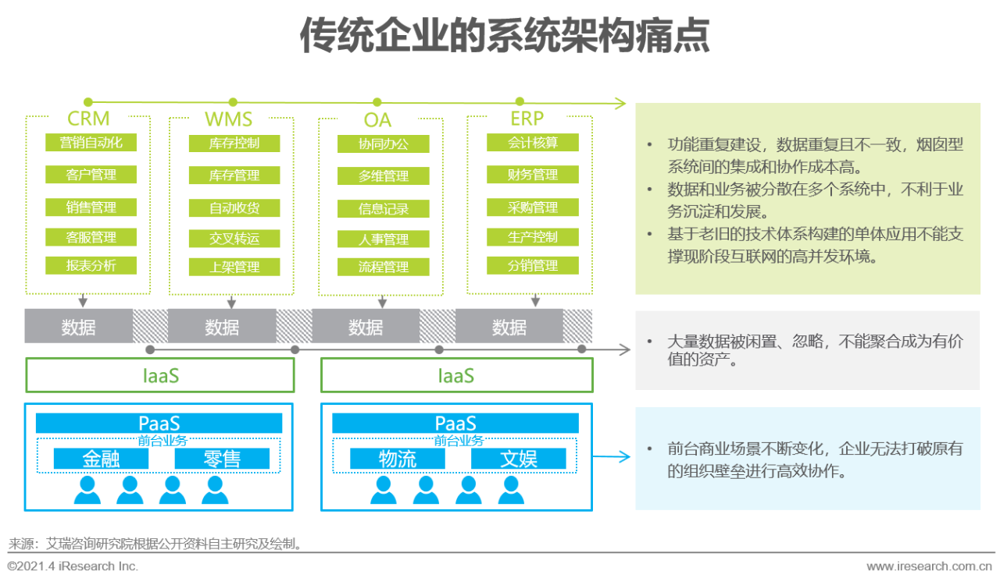 传统企业的系统架构痛点
CRM
营销自动化
客户管理
销售管理
客服管理
报表分析
WMS
库存控制
库存管理
自动收货
交叉转运
上架管理
OA
协同办公
多维管理
信息记录
人事管理
流程管理
ERP
会计核算
财务管理
采购管理
生产控制
分销管理
• 功能重复建设，数据重复且不一致，烟囱型
系统间的集成和协作成本高。
• 数据和业务被分散在多个系统中，不利于业
务沉淀和发展。
• 基于老旧的技术体系构建的单体应用不能支
撑现阶段互联网的高并发环境。
数据
数据
数据
数据
• 大量数据被闲置、忽略，不能聚合成为有价
值的资产。
IaaS
IaaS
PaaS
前台业务
金融
零售
PaaS
前台业务
物流
文娱
• 前台商业场景不断变化，企业无法打破原有
的组织壁垒进行高效协作。
来源：艾瑞咨询研究院根据公开资料自主研究及绘制。
©2021.4 iResearch Inc.
www.iresearch.com.cn